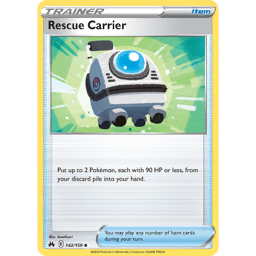 TRAINER
Item
Rescue Carrier
Put up to 2 Pokémon, each with 90 HP or less, from
your discard pile into your hand.
142/159
You may play any number of Item cards
during your turn.